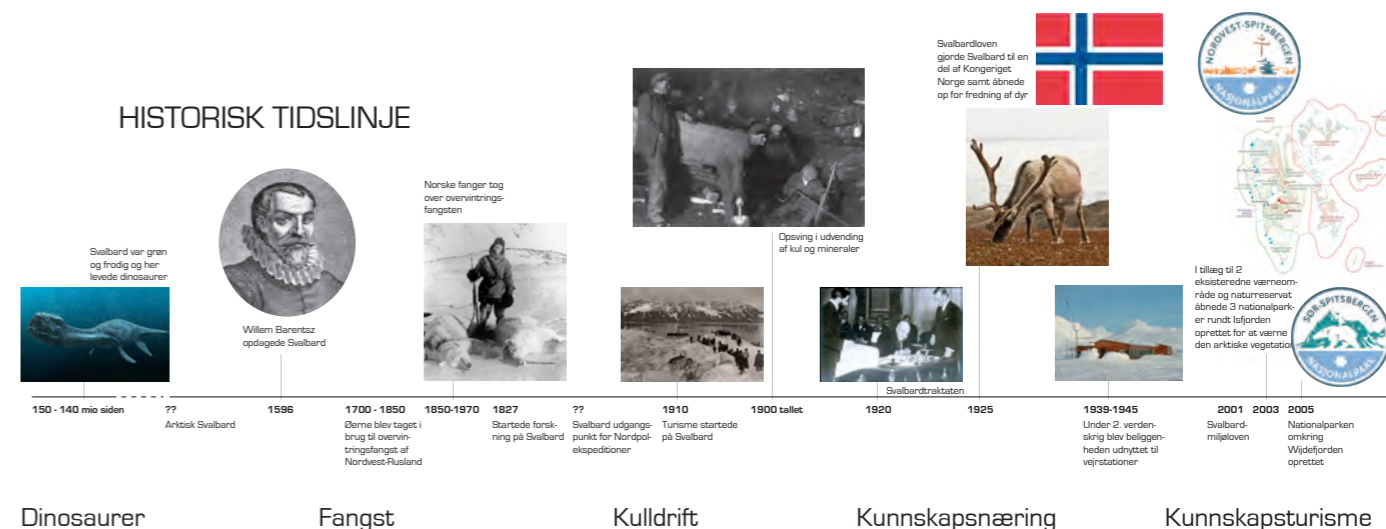 HISTORISK TIDSLINJE
Svalbard var grøn
og frodig og her
levede dinosaurer
150 - 140 mio siden
??
Arktisk Svalbard
Willem Barentsz
opdagede Svalbard
1596
1700 - 1850
Øerne blev taget i
brug til overvin-
tringsfangst af
Nordvest-Rusland
Norske fanger tog
over overvintrings-
fangsten
1850-1970
1827
Startede forsk-
ning på Svalbard
??
Svalbard udgangs-
punkt for Nordpol-
ekspeditioner
1910
Turisme startede
på Svalbard
Opsving i udvending
af kul og mineraler
1900 tallet
Svalbardtraktaten
1920
Svalbardloven
gjorde Svalbard til en
del af Kongeriget
Norge samt åbnede
op for fredning af dyr
1925
1939-1945
Under 2. verden-
skrig blev beliggen-
heden udnyttet til
vejrstationer
2001
Svalbard-
miljøloven
I tillæg til 2
eksisteredne værneom-
råde og naturreservat
åbnede 3 nationalpark-
er rundt Isfjorden
oprettet for at værne
den arktiske vegetation
2003
2005
Nationalparken
omkring
Wijdefjorden
oprettet
NORDVEST-SPITSBERGEN
NASJONALPARK
SØR-SPITSBERGEN
NASJONALPARK
Dinosaurer
Fangst
Kulldrift
Kunnskapsnæring
Kunnskapsturisme